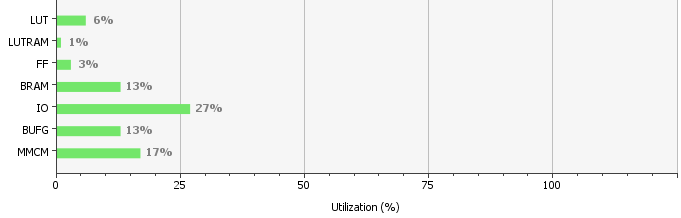 LUT 6%
LUTRAM 1%
FF 3%
BRAM 13%
IO 27%
BUFG 13%
MMCM 17%
0 25 50 75 100
Utilization (%)